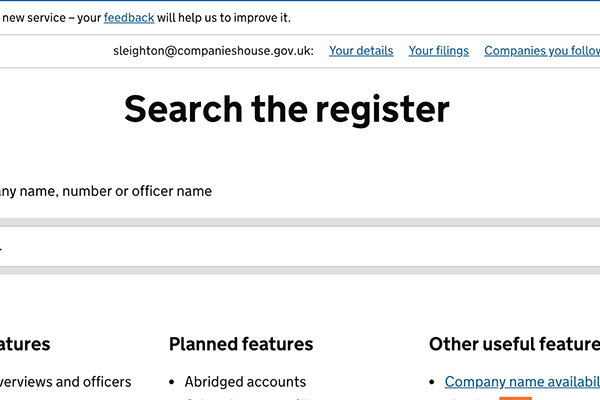 new service – your feedback will help us to improve it.
sleighton@companieshouse.gov.uk: Your details Your filings Companies you follow
Search the register
any name, number or officer name
atures
Planned features
Other useful feature
verviews and officers
• Abridged accounts
• Company name availabil